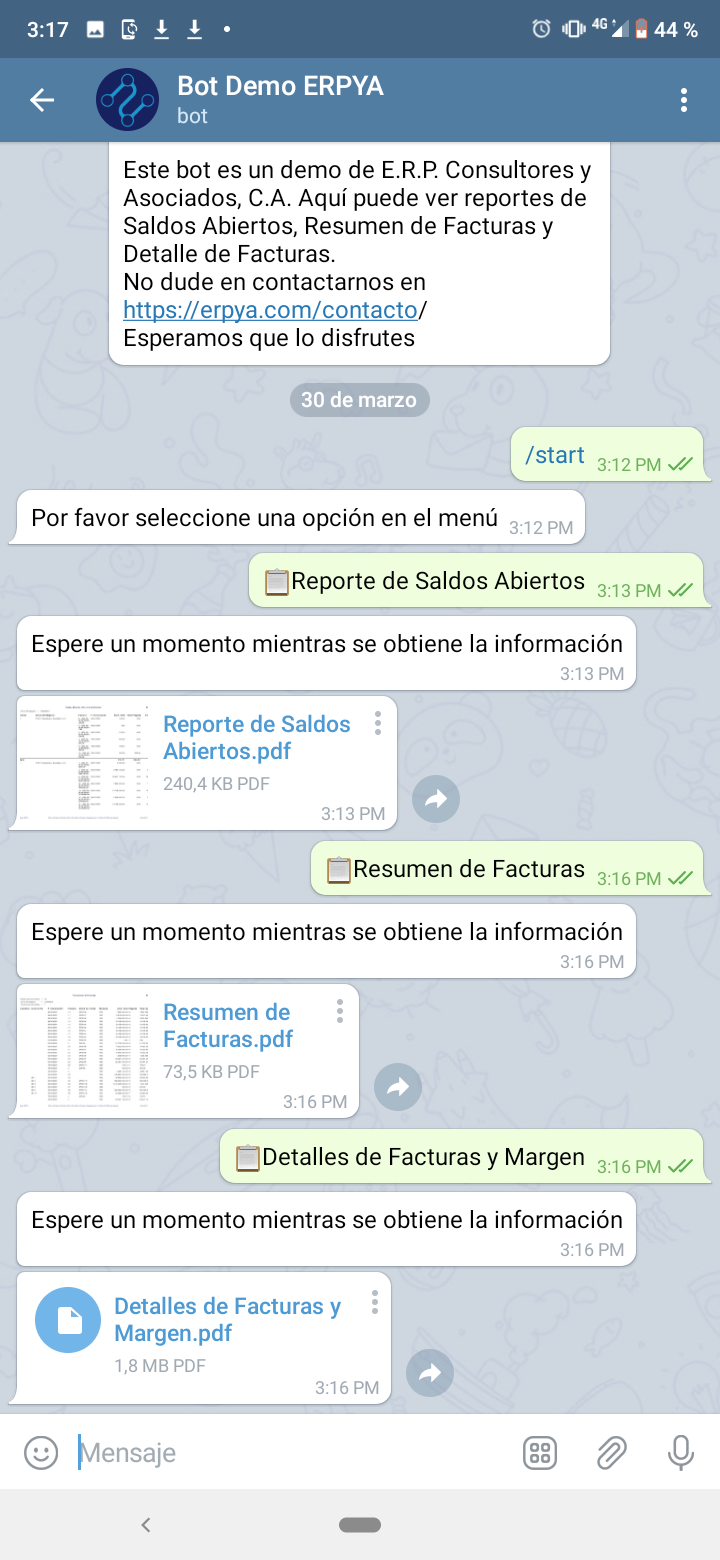 3:17
4G
44 %
Bot Demo ERPYA
bot
Este bot es un demo de E.R.P. Consultores y
Asociados, C.A. Aquí puede ver reportes de
Saldos Abiertos, Resumen de Facturas y
Detalle de Facturas.
No dude en contactarnos en
https://erpya.com/contacto/
Esperamos que lo disfrutes
30 de marzo
/start 3:12 PM
Por favor seleccione una opción en el menú 3:12 PM
Reporte de Saldos Abiertos 3:13 PM
Espere un momento mientras se obtiene la información
3:13 PM
Reporte de Saldos
Abiertos.pdf
240,4 KB PDF
3:13 PM
Resumen de Facturas 3:16 PM
Espere un momento mientras se obtiene la información
3:16 PM
Resumen de
Facturas.pdf
73,5 KB PDF
3:16 PM
Detalles de Facturas y Margen 3:16 PM
Espere un momento mientras se obtiene la información
3:16 PM
Detalles de Facturas y
Margen.pdf
1,8 MB PDF
3:16 PM
Mensaje